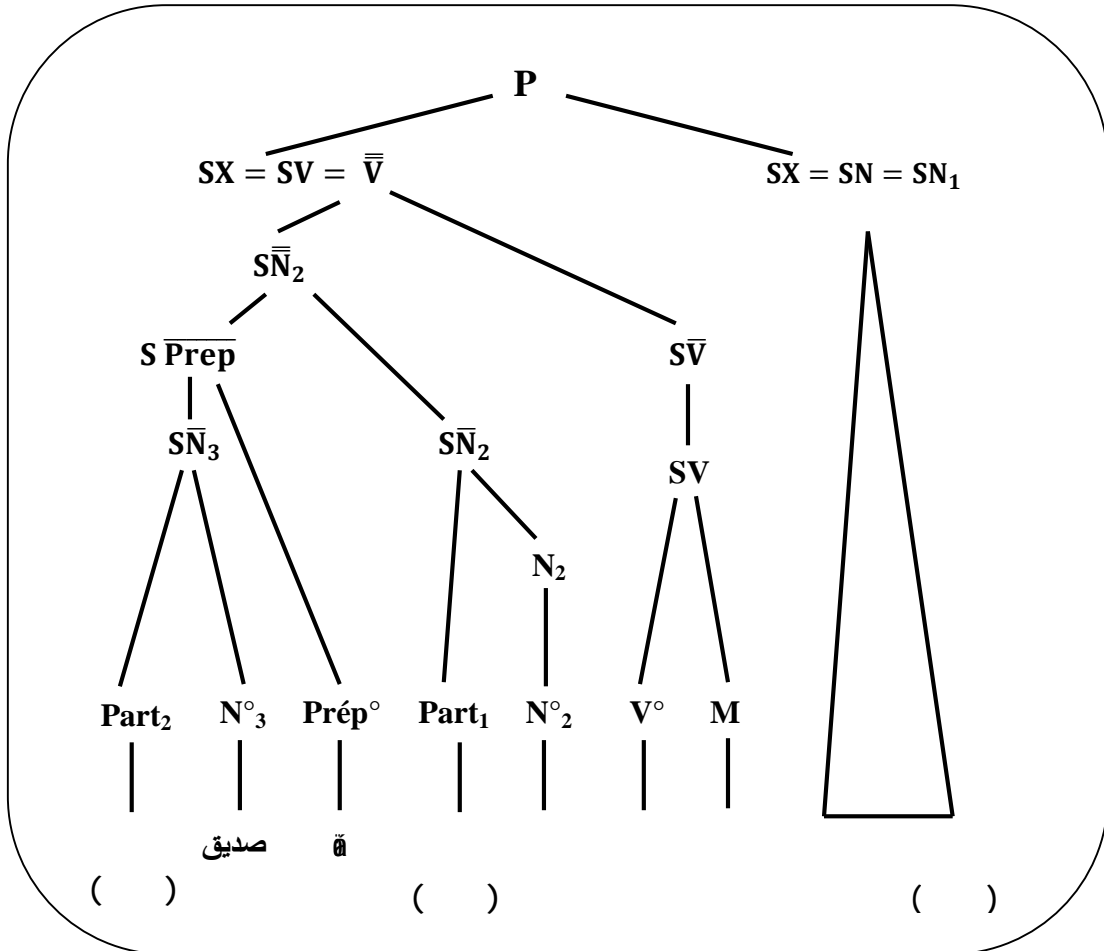 P
SX = SV = V̿
SX = SN = SN₁
SN̿₂
S P̅r̅e̅p̅
SV̅
SN̅₃
SN̅₂
SV
N₂
Part₂ N°₃ Prép° Part₁ N°₂ V° M
صديق
( ) ( ) ( )